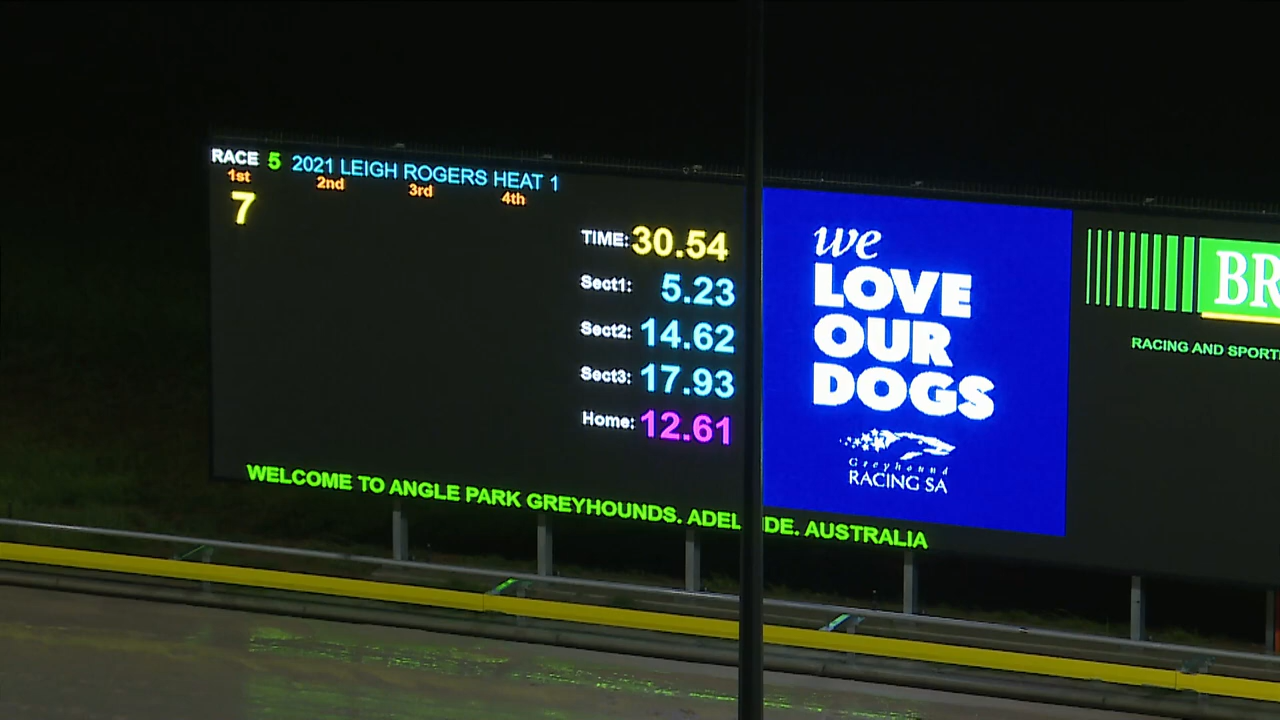 RACE 5 2021 LEIGH ROGERS HEAT 1
1st 2nd 3rd 4th
7
TIME: 30.54
Sect1: 5.23
Sect2: 14.62
Sect3: 17.93
Home: 12.61
WELCOME TO ANGLE PARK GREYHOUNDS. ADEL DE. AUSTRALIA
we
LOVE
OUR
DOGS
Greyhound
RACING SA
BR
RACING AND SPORT